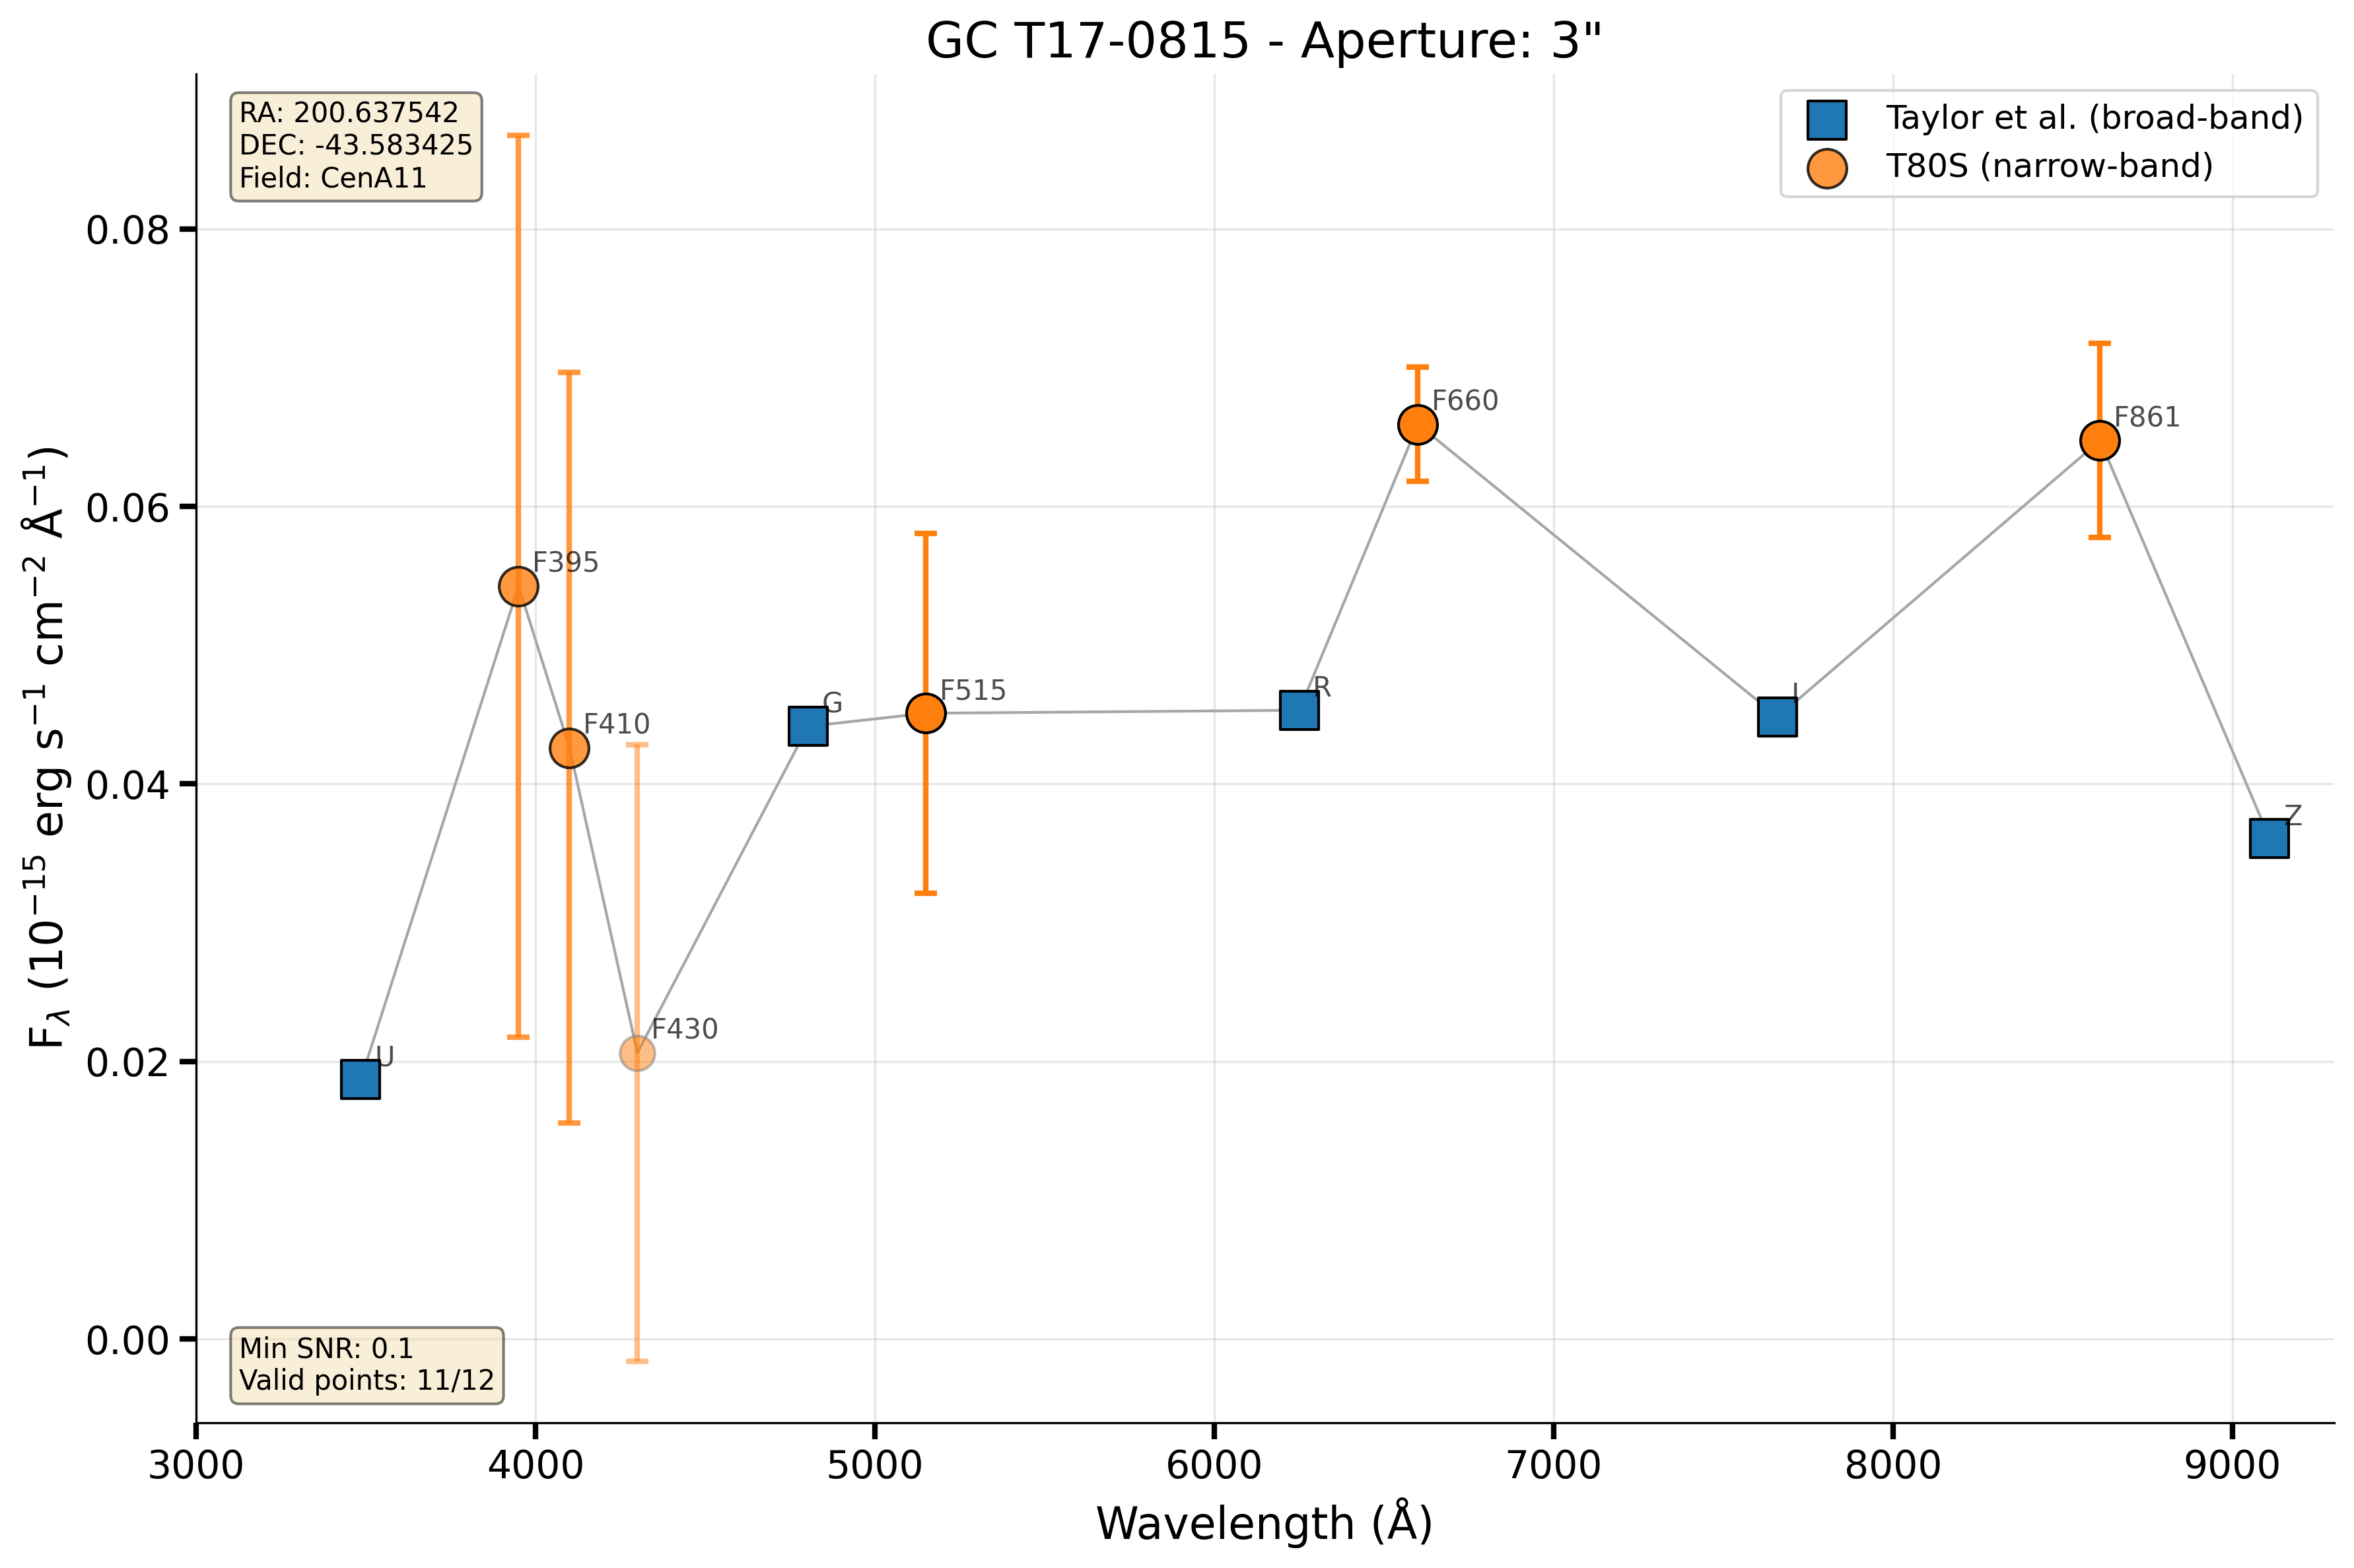 GC T17-0815 - Aperture: 3"
RA: 200.637542
DEC: -43.583425
Field: CenA11
Taylor et al. (broad-band)
T80S (narrow-band)
F$_{\lambda}$ (10$^{-15}$ erg s$^{-1}$ cm$^{-2}$ Å$^{-1}$)
0.08
0.06
0.04
0.02
0.00
U
F395
F410
F430
G
F515
R
F660
I
F861
Z
Min SNR: 0.1
Valid points: 11/12
3000 4000 5000 6000 7000 8000 9000
Wavelength (Å)